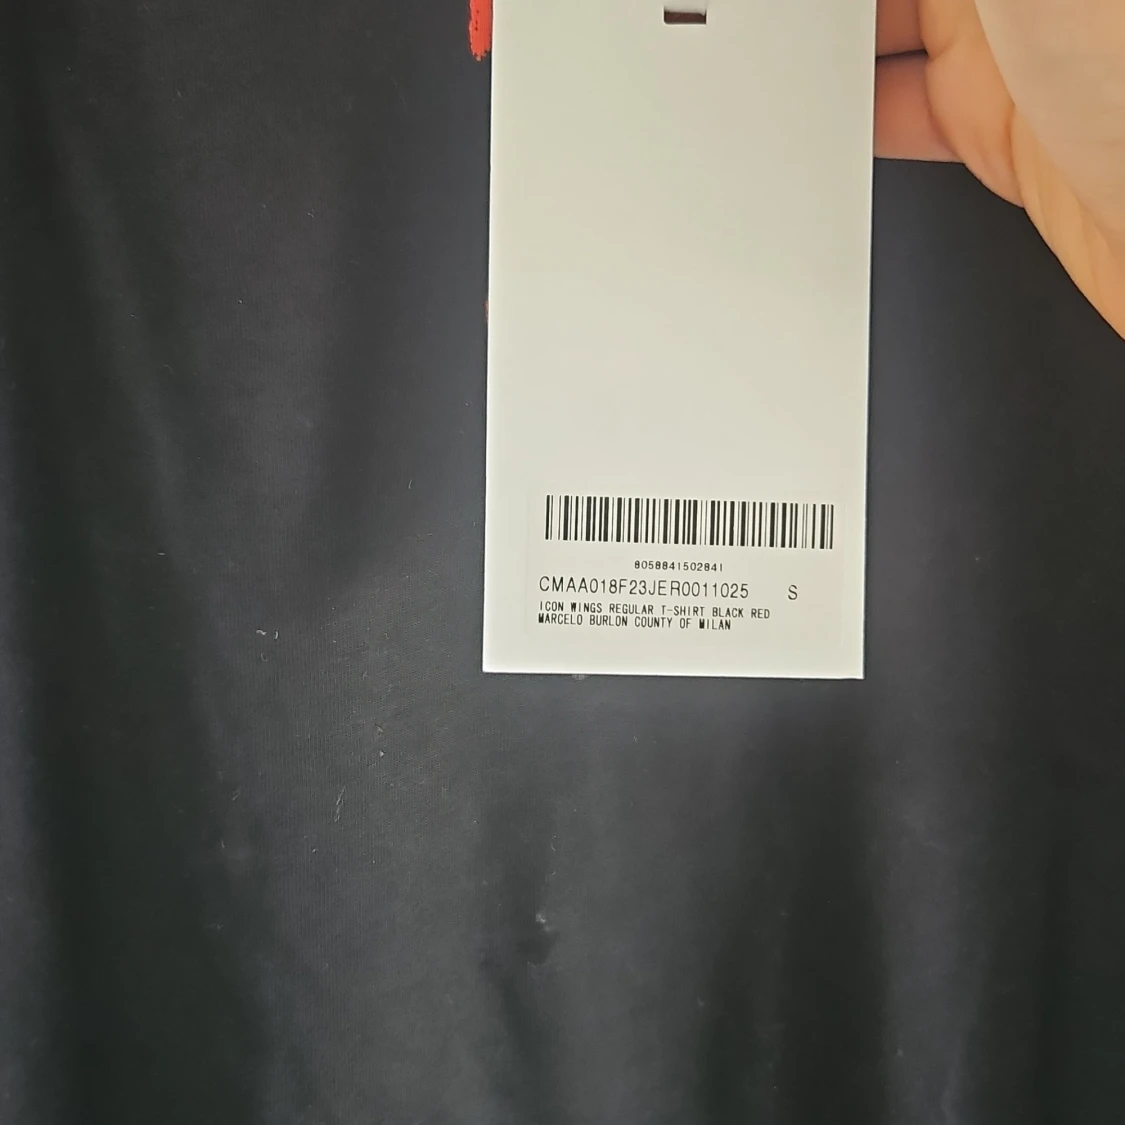 8058841502841
CMAA018F23JER0011025 S
ICON WINGS REGULAR T-SHIRT BLACK RED
MARCELO BURLON COUNTY OF MILAN